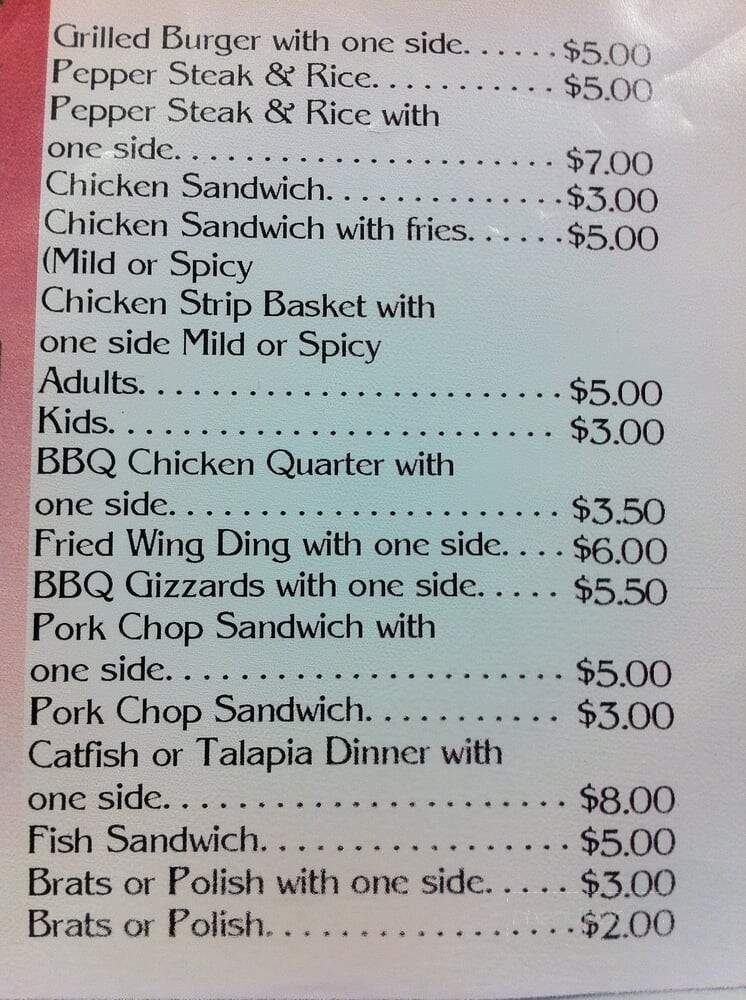 Grilled Burger with one side. . . . . . $5.00
Pepper Steak & Rice. . . . . . . . . . . $5.00
Pepper Steak & Rice with
one side. . . . . . . . . . . . . . . . . . . . . . $7.00
Chicken Sandwich. . . . . . . . . . . . . . $3.00
Chicken Sandwich with fries. . . . . . $5.00
(Mild or Spicy
Chicken Strip Basket with
one side Mild or Spicy
Adults. . . . . . . . . . . . . . . . . . . . . . . . $5.00
Kids. . . . . . . . . . . . . . . . . . . . . . . . . $3.00
BBQ Chicken Quarter with
one side. . . . . . . . . . . . . . . . . . . . . . $3.50
Fried Wing Ding with one side. . . . $6.00
BBQ Gizzards with one side. . . . . $5.50
Pork Chop Sandwich with
one side. . . . . . . . . . . . . . . . . . . . . . $5.00
Pork Chop Sandwich. . . . . . . . . . . $3.00
Catfish or Talapia Dinner with
one side. . . . . . . . . . . . . . . . . . . . . . $8.00
Fish Sandwich. . . . . . . . . . . . . . . . . $5.00
Brats or Polish with one side. . . . . $3.00
Brats or Polish. . . . . . . . . . . . . . . . . $2.00